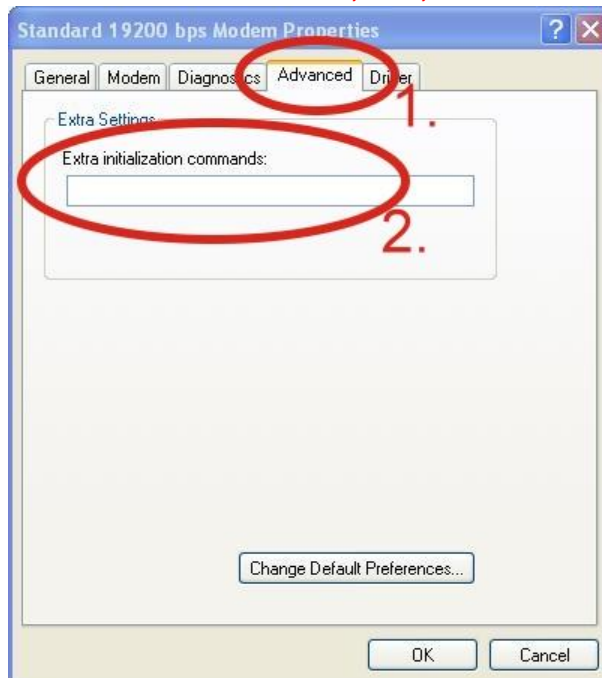 Standard 19200 bps Modem Properties
General Modem Diagnostics Advanced Driver
1.
Extra Settings
Extra initialization commands:
2.
Change Default Preferences...
OK Cancel